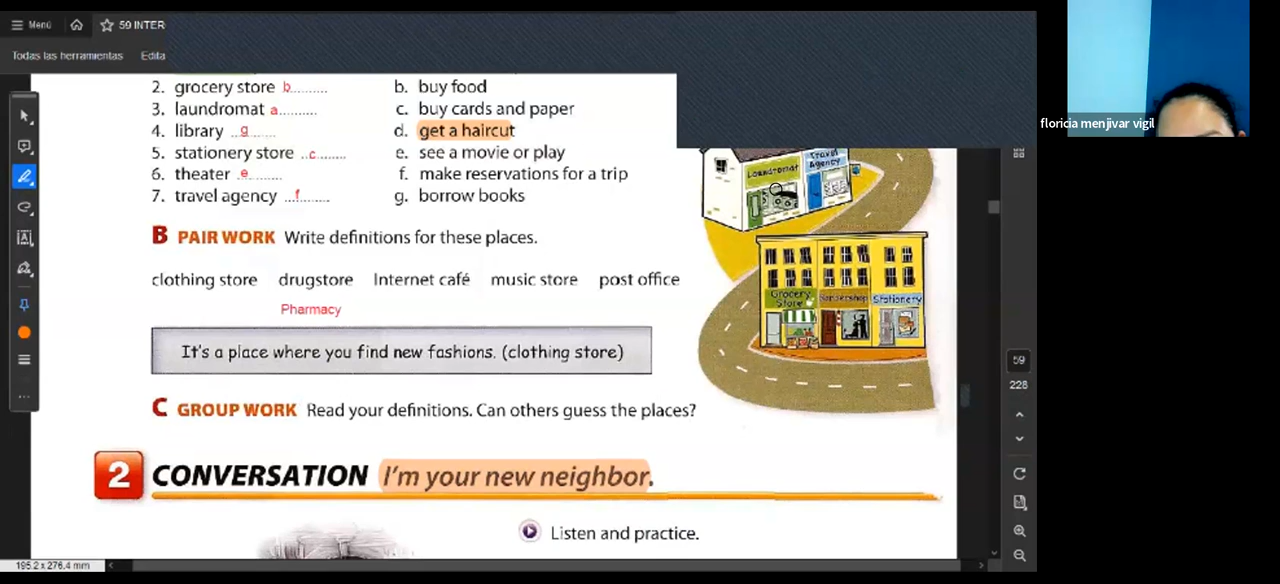 Menú
59 INTER
Todas las herramientas Edita
2. grocery store b
b. buy food
3. laundromat a
c. buy cards and paper
4. library g
d. get a haircut
5. stationery store c
e. see a movie or play
6. theater e
f. make reservations for a trip
7. travel agency f
g. borrow books
B PAIR WORK Write definitions for these places.
clothing store drugstore Internet café music store post office
Pharmacy
It's a place where you find new fashions. (clothing store)
C GROUP WORK Read your definitions. Can others guess the places?
2 CONVERSATION I'm your new neighbor.
Listen and practice.
Laundromat
Travel
Agency
Grocery
Store
Barbershop
Stationery
59
228
195.2 x 276.4 mm
floricia menjivar vigil